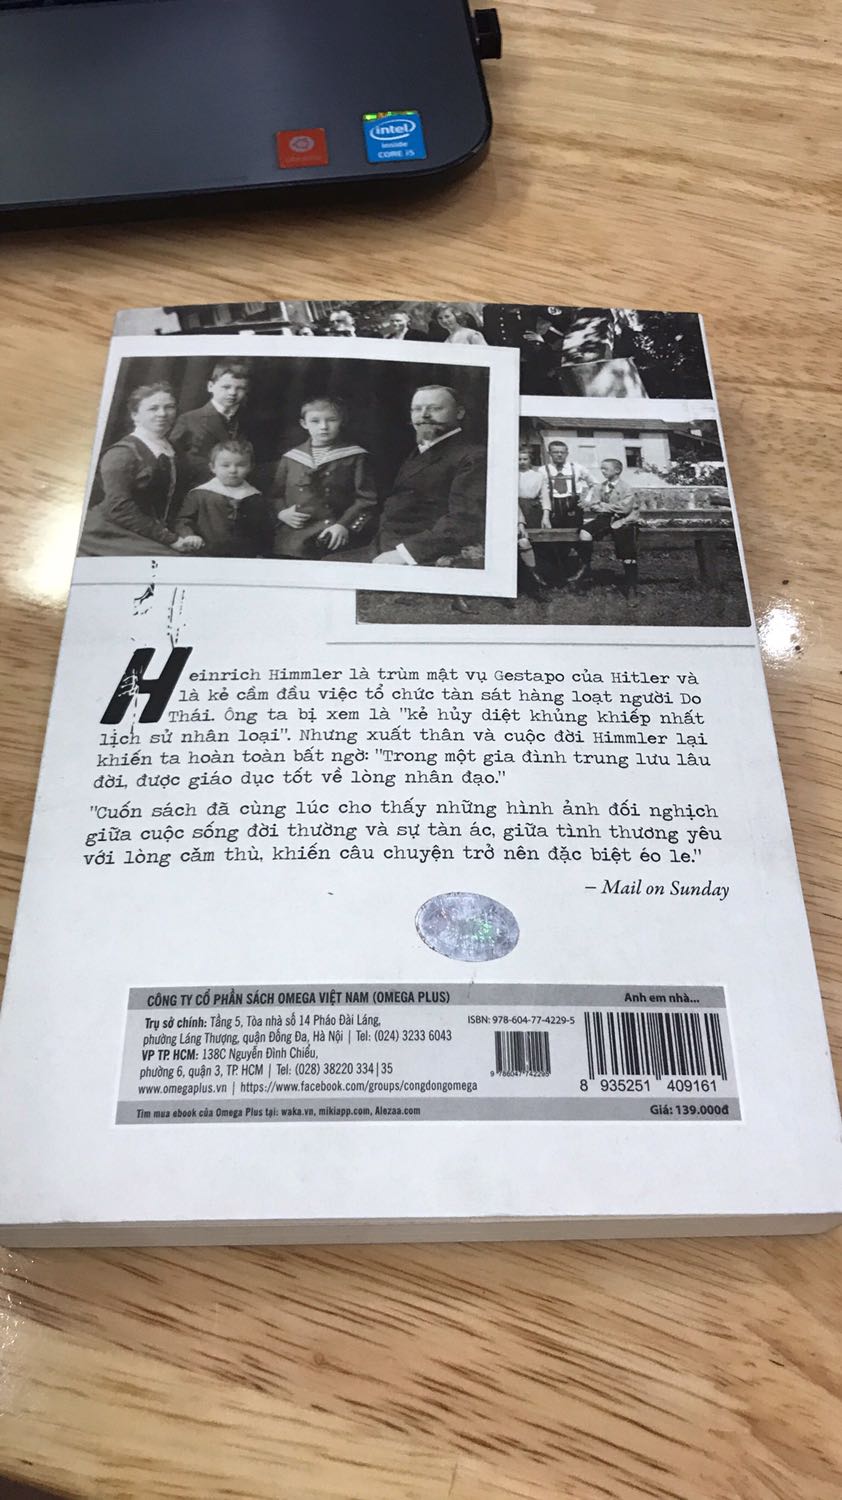 intel
inside
CORE i5
Heinrich Himmler là trùm mật vụ Gestapo của Hitler và
là kẻ cầm đầu việc tổ chức tàn sát hàng loạt người Do
Thái. Ông ta bị xem là "kẻ hủy diệt khủng khiếp nhất
lịch sử nhân loại". Nhưng xuất thân và cuộc đời Himmler lại
khiến ta hoàn toàn bất ngờ: "Trong một gia đình trung lưu lâu
đời, được giáo dục tốt về lòng nhân đạo."
"Cuốn sách đã cùng lúc cho thấy những hình ảnh đối nghịch
giữa cuộc sống đời thường và sự tàn ác, giữa tình thương yêu
với lòng căm thù, khiến câu chuyện trở nên đặc biệt éo le."
– Mail on Sunday
CÔNG TY CỔ PHẦN SÁCH OMEGA VIỆT NAM (OMEGA PLUS)
Anh em nhà...
Trụ sở chính: Tầng 5, Tòa nhà số 14 Pháo Đài Láng,
phường Láng Thượng, quận Đống Đa, Hà Nội | Tel: (024) 3233 6043
VP TP. HCM: 138C Nguyễn Đình Chiểu,
phường 6, quận 3, TP. HCM | Tel: (028) 38220 334|35
www.omegaplus.vn | https://www.facebook.com/groups/congdongomega
ISBN: 978-604-77-4229-5
9 786047 742295
8 935251 409161
Tìm mua ebook của Omega Plus tại: waka.vn, mikiapp.com, Alezaa.com
Giá: 139.000đ